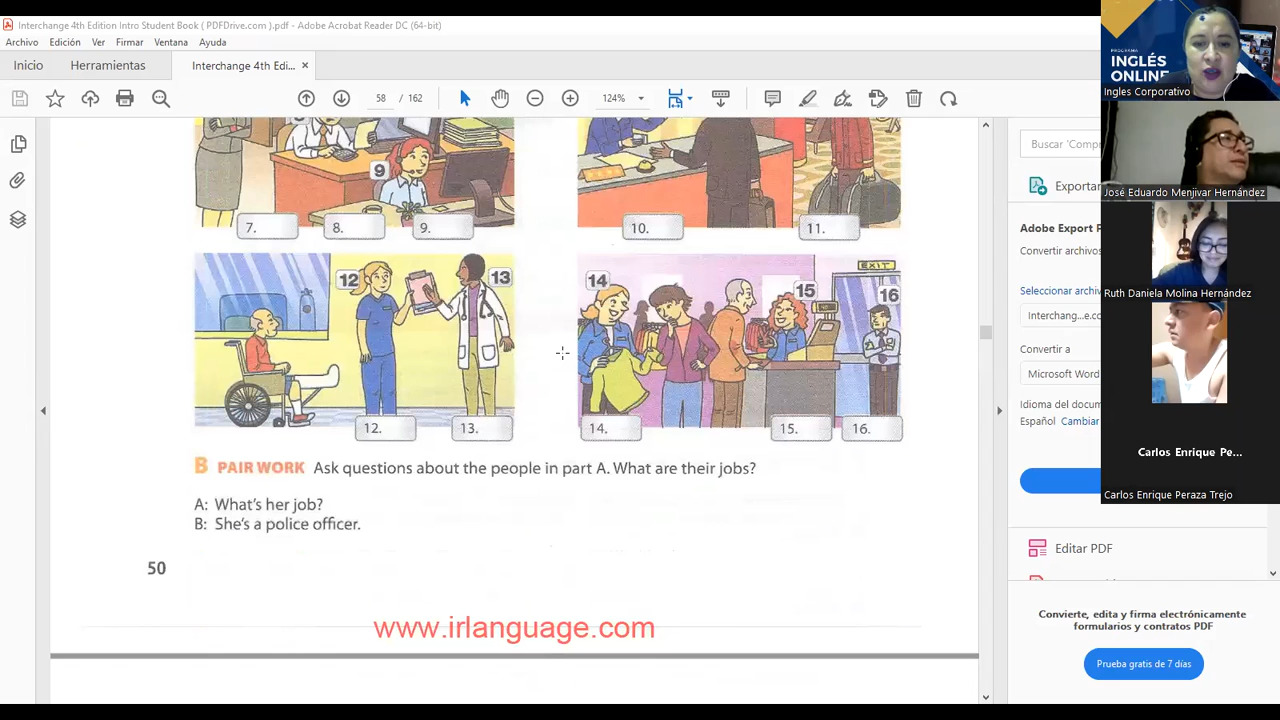 Interchange 4th Edition Intro Student Book ( PDFDrive.com ).pdf - Adobe Acrobat Reader DC (64-bit)
Archivo Edición Ver Firmar Ventana Ayuda
Inicio Herramientas Interchange 4th Edi... ×
58 / 162 124%
9
7. 8. 9. 10. 11.
12 13 14 15 16 EXIT
12. 13. 14. 15. 16.
B PAIR WORK Ask questions about the people in part A. What are their jobs?
A: What's her job?
B: She's a police officer.
50
www.irlanguage.com
Buscar 'Compr
Exportar
Adobe Export P
Convertir archivos
Seleccionar archiv
Interchang...e.co
Convertir a
Microsoft Word
Idioma del docum
Español Cambiar
Editar PDF
Convierte, edita y firma electrónicamente
formularios y contratos PDF
Prueba gratis de 7 días
PROGRAMA
INGLÉS
ONLINE
Ingles Corporativo
José Eduardo Menjivar Hernández
Ruth Daniela Molina Hernández
Carlos Enrique Pe...
Carlos Enrique Peraza Trejo